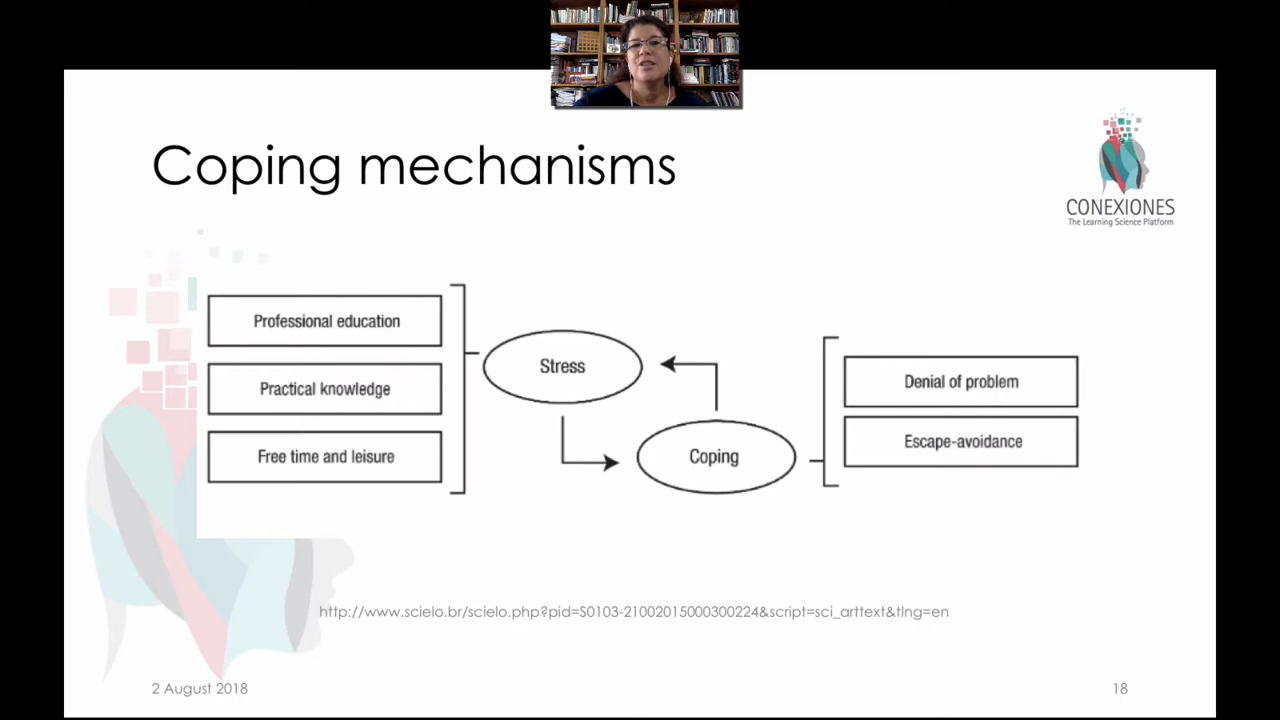 Coping mechanisms
CONEXIONES
The Learning Science Platform
Professional education
Practical knowledge
Free time and leisure
Stress
Coping
Denial of problem
Escape-avoidance
http://www.scielo.br/scielo.php?pid=S0103-21002015000300224&script=sci_arttext&tlng=en
2 August 2018
18